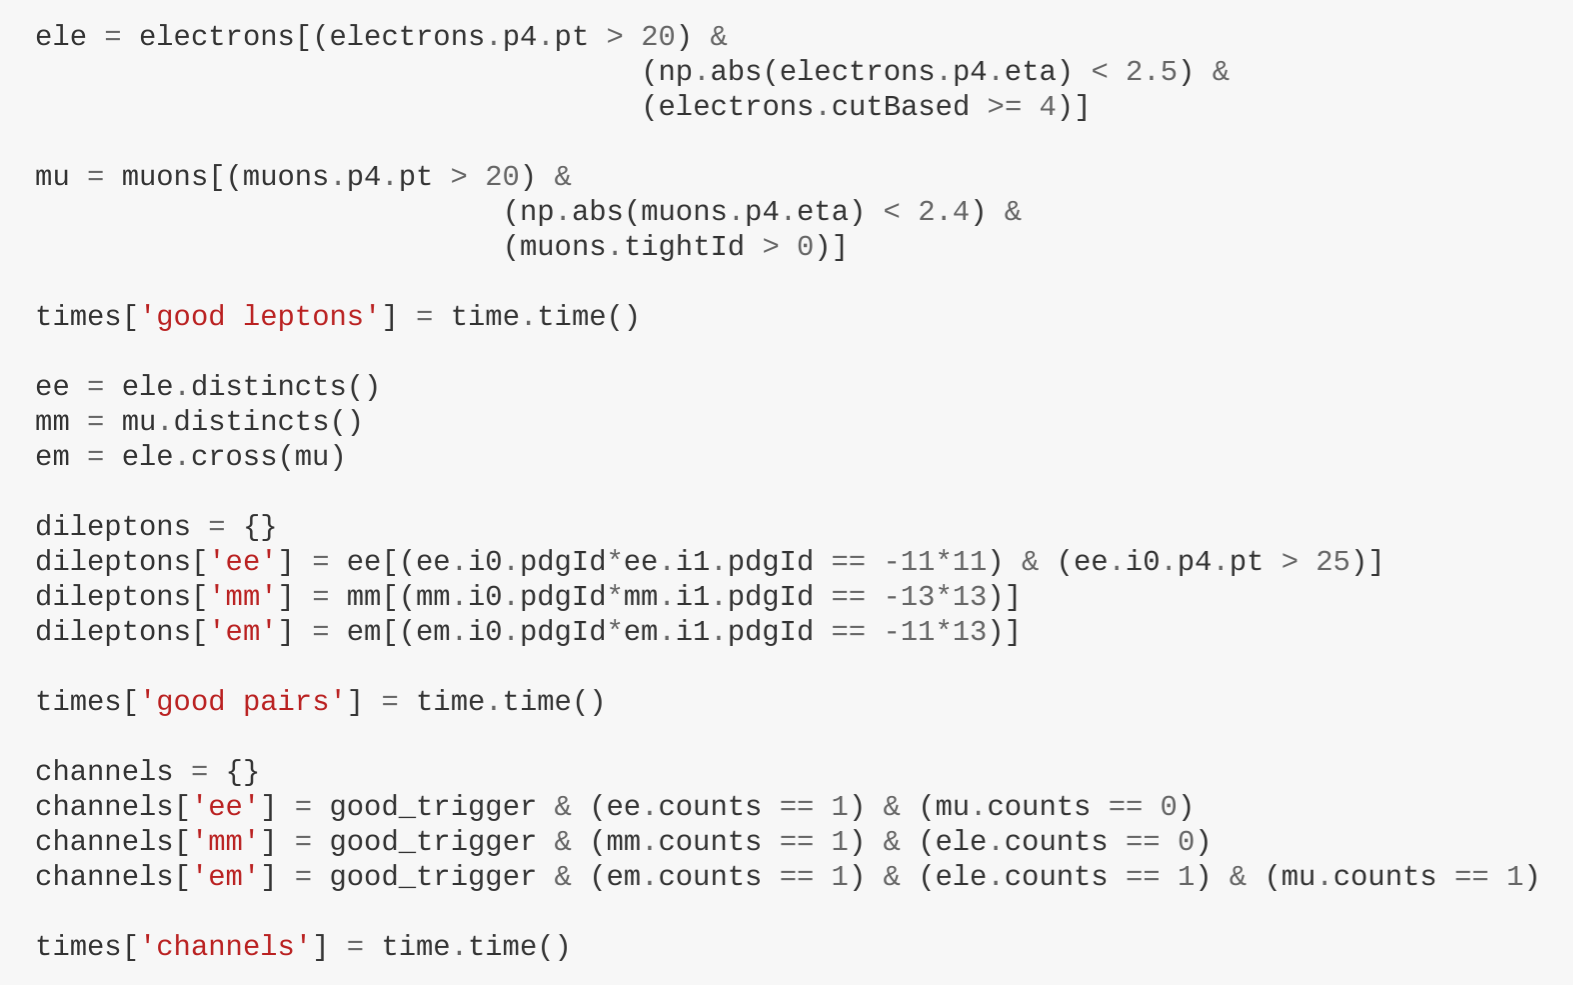 ele = electrons[(electrons.p4.pt > 20) &
                                   (np.abs(electrons.p4.eta) < 2.5) &
                                   (electrons.cutBased >= 4)]

mu = muons[(muons.p4.pt > 20) &
                           (np.abs(muons.p4.eta) < 2.4) &
                           (muons.tightId > 0)]

times['good leptons'] = time.time()

ee = ele.distincts()
mm = mu.distincts()
em = ele.cross(mu)

dileptons = {}
dileptons['ee'] = ee[(ee.i0.pdgId*ee.i1.pdgId == -11*11) & (ee.i0.p4.pt > 25)]
dileptons['mm'] = mm[(mm.i0.pdgId*mm.i1.pdgId == -13*13)]
dileptons['em'] = em[(em.i0.pdgId*em.i1.pdgId == -11*13)]

times['good pairs'] = time.time()

channels = {}
channels['ee'] = good_trigger & (ee.counts == 1) & (mu.counts == 0)
channels['mm'] = good_trigger & (mm.counts == 1) & (ele.counts == 0)
channels['em'] = good_trigger & (em.counts == 1) & (ele.counts == 1) & (mu.counts == 1)

times['channels'] = time.time()